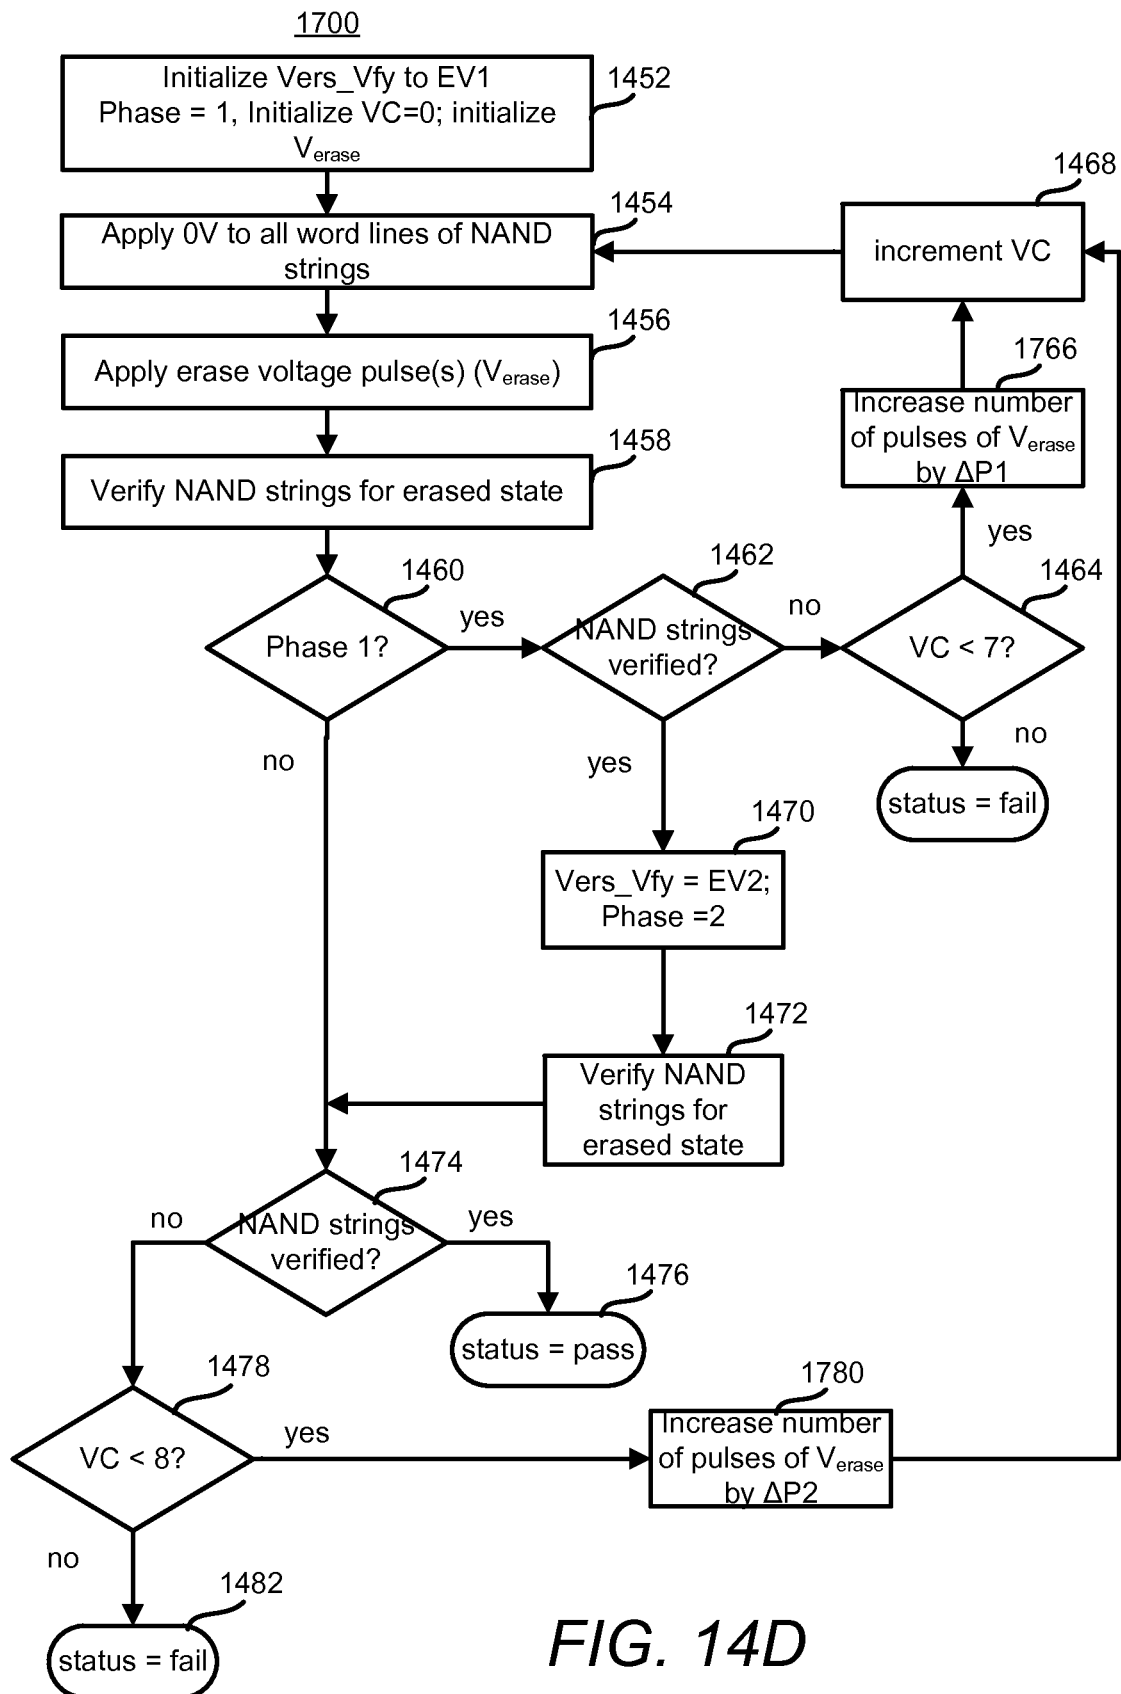 1700
Initialize Vers_Vfy to EV1
Phase = 1, Initialize VC=0; initialize
Verase
1452
Apply 0V to all word lines of NAND
strings
1454
increment VC
1468
Apply erase voltage pulse(s) (Verase)
1456
Increase number
of pulses of Verase
by ΔP1
1766
Verify NAND strings for erased state
1458
yes
Phase 1?
1460
yes
NAND strings
verified?
1462
no
VC < 7?
1464
no
yes
no
status = fail
Vers_Vfy = EV2;
Phase =2
1470
Verify NAND
strings for
erased state
1472
NAND strings
verified?
1474
no
yes
status = pass
1476
VC < 8?
1478
yes
Increase number
of pulses of Verase
by ΔP2
1780
no
status = fail
1482
FIG. 14D